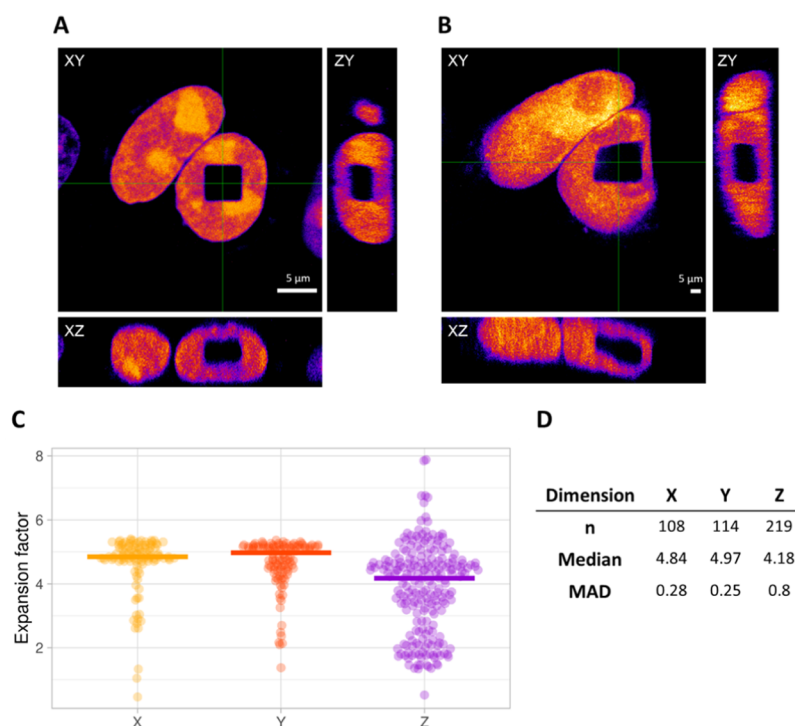 A
B
XY
ZY
XY
ZY
5 µm
5 µm
XZ
XZ
C
D
8
6
4
2
Expansion factor
X
Y
Z
Dimension X Y Z
n 108 114 219
Median 4.84 4.97 4.18
MAD 0.28 0.25 0.8